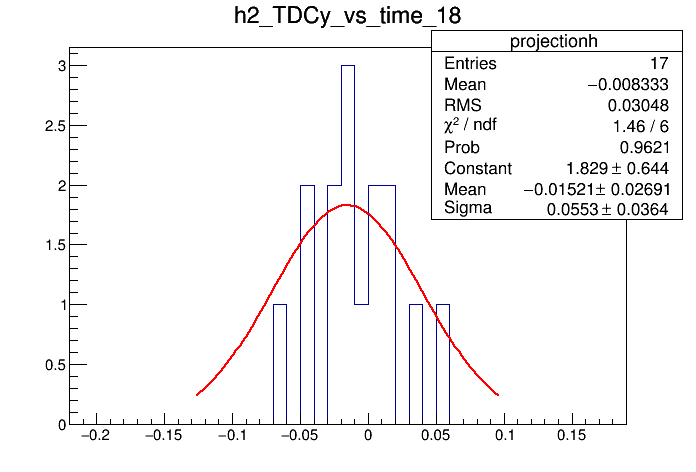 h2_TDCy_vs_time_18
projectionh
Entries 17
Mean −0.008333
RMS 0.03048
χ² / ndf 1.46 / 6
Prob 0.9621
Constant 1.829 ± 0.644
Mean −0.01521 ± 0.02691
Sigma 0.0553 ± 0.0364
3
2.5
2
1.5
1
0.5
0
−0.2 −0.15 −0.1 −0.05 0 0.05 0.1 0.15